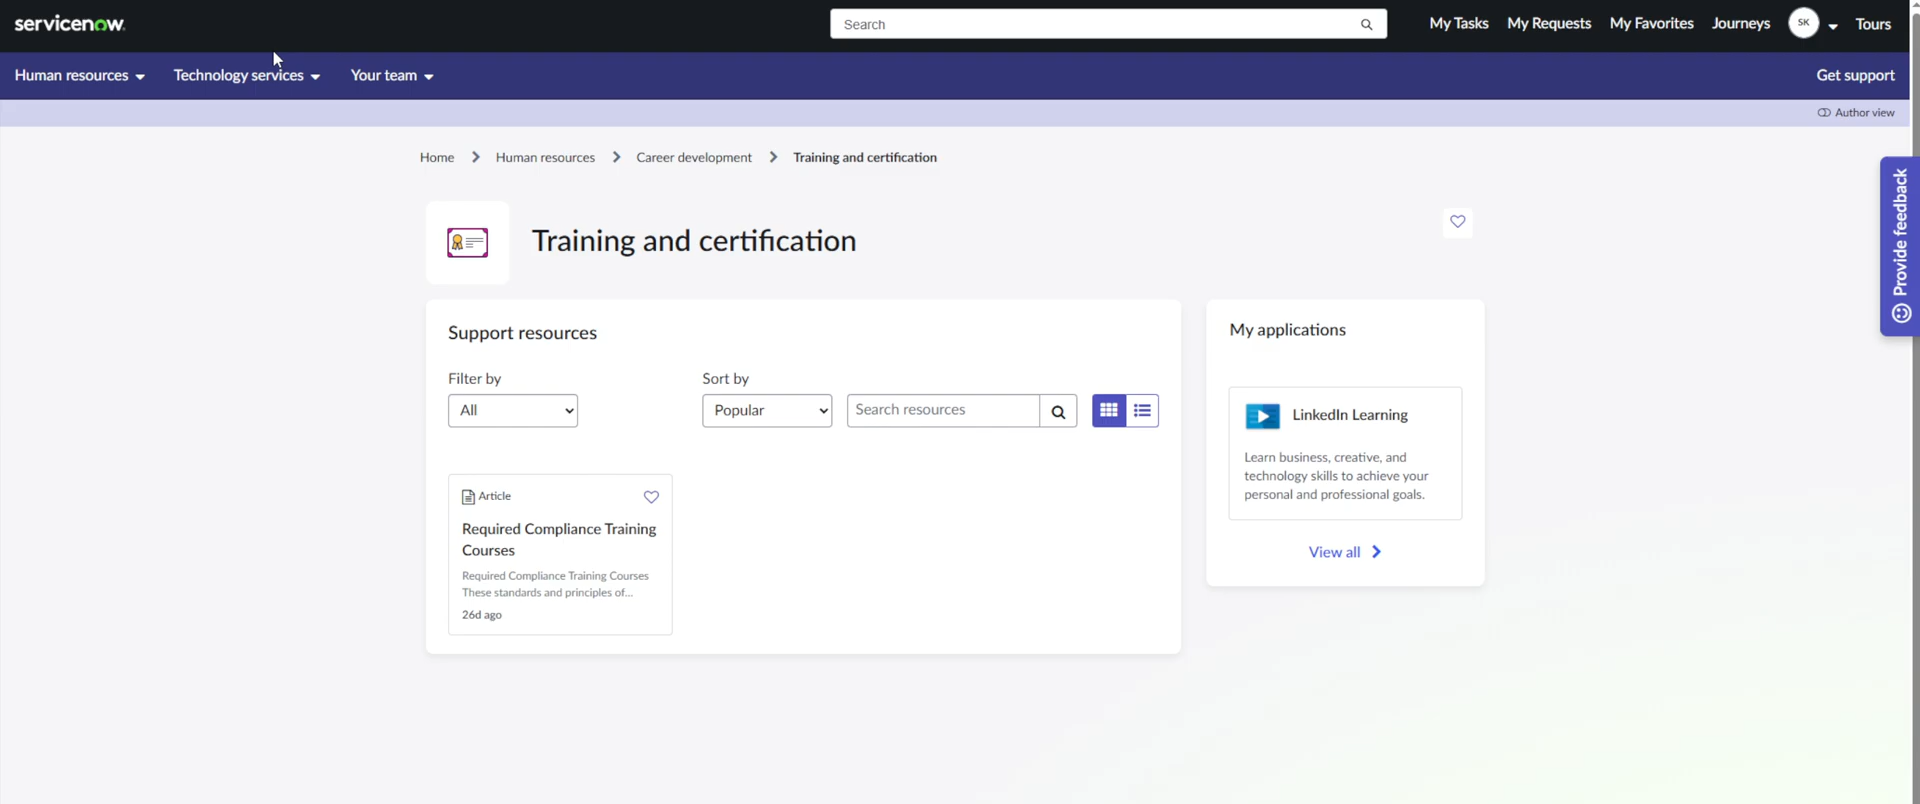 servicenow
Search
My Tasks
My Requests
My Favorites
Journeys
SK
Tours
Human resources
Technology services
Your team
Get support
Author view
Home
Human resources
Career development
Training and certification
Provide feedback
Training and certification
Support resources
Filter by
All
Sort by
Popular
Search resources
Article
Required Compliance Training
Courses
Required Compliance Training Courses
These standards and principles of...
26d ago
My applications
LinkedIn Learning
Learn business, creative, and
technology skills to achieve your
personal and professional goals.
View all